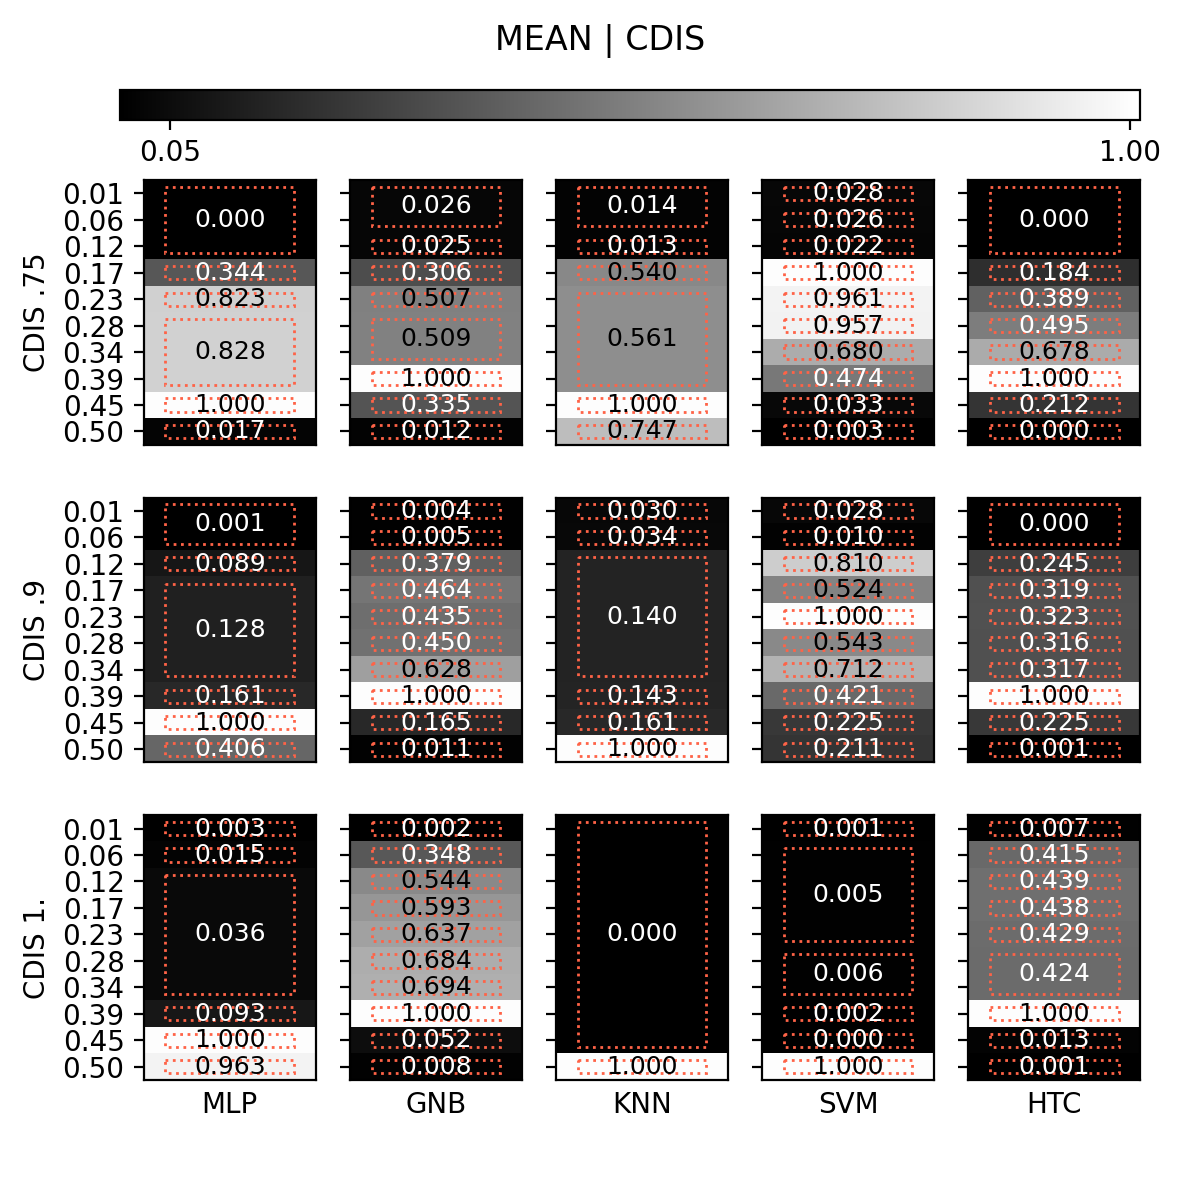 MEAN | CDIS
0.05 1.00
CDIS .75
0.01 0.06 0.12 0.17 0.23 0.28 0.34 0.39 0.45 0.50
0.000 0.344 0.823 0.828 1.000 0.017
0.026 0.025 0.306 0.507 0.509 1.000 0.335 0.012
0.014 0.013 0.540 0.561 1.000 0.747
0.028 0.026 0.022 1.000 0.961 0.957 0.680 0.474 0.033 0.003
0.000 0.184 0.389 0.495 0.678 1.000 0.212 0.000
CDIS .9
0.01 0.06 0.12 0.17 0.23 0.28 0.34 0.39 0.45 0.50
0.001 0.089 0.128 0.161 1.000 0.406
0.004 0.005 0.379 0.464 0.435 0.450 0.628 1.000 0.165 0.011
0.030 0.034 0.140 0.143 0.161 1.000
0.028 0.010 0.810 0.524 1.000 0.543 0.712 0.421 0.225 0.211
0.000 0.245 0.319 0.323 0.316 0.317 1.000 0.225 0.001
CDIS 1.
0.01 0.06 0.12 0.17 0.23 0.28 0.34 0.39 0.45 0.50
0.003 0.015 0.036 0.093 1.000 0.963
0.002 0.348 0.544 0.593 0.637 0.684 0.694 1.000 0.052 0.008
0.000 1.000
0.001 0.005 0.006 0.002 0.000 1.000
0.007 0.415 0.439 0.438 0.429 0.424 1.000 0.013 0.001
MLP GNB KNN SVM HTC